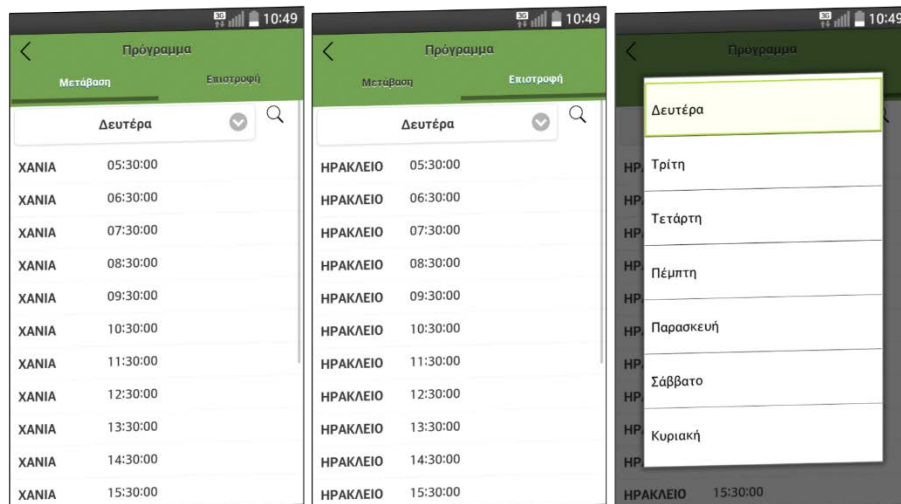 3G 10:49
Πρόγραμμα
Μετάβαση Επιστροφή
Δευτέρα
ΧΑΝΙΑ 05:30:00
ΧΑΝΙΑ 06:30:00
ΧΑΝΙΑ 07:30:00
ΧΑΝΙΑ 08:30:00
ΧΑΝΙΑ 09:30:00
ΧΑΝΙΑ 10:30:00
ΧΑΝΙΑ 11:30:00
ΧΑΝΙΑ 12:30:00
ΧΑΝΙΑ 13:30:00
ΧΑΝΙΑ 14:30:00
ΧΑΝΙΑ 15:30:00
3G 10:49
Πρόγραμμα
Μετάβαση Επιστροφή
Δευτέρα
ΗΡΑΚΛΕΙΟ 05:30:00
ΗΡΑΚΛΕΙΟ 06:30:00
ΗΡΑΚΛΕΙΟ 07:30:00
ΗΡΑΚΛΕΙΟ 08:30:00
ΗΡΑΚΛΕΙΟ 09:30:00
ΗΡΑΚΛΕΙΟ 10:30:00
ΗΡΑΚΛΕΙΟ 11:30:00
ΗΡΑΚΛΕΙΟ 12:30:00
ΗΡΑΚΛΕΙΟ 13:30:00
ΗΡΑΚΛΕΙΟ 14:30:00
ΗΡΑΚΛΕΙΟ 15:30:00
3G 10:49
Πρόγραμμα
Δευτέρα
Τρίτη
Τετάρτη
Πέμπτη
Παρασκευή
Σάββατο
Κυριακή
ΗΡΑΚΛΕΙΟ 15:30:00